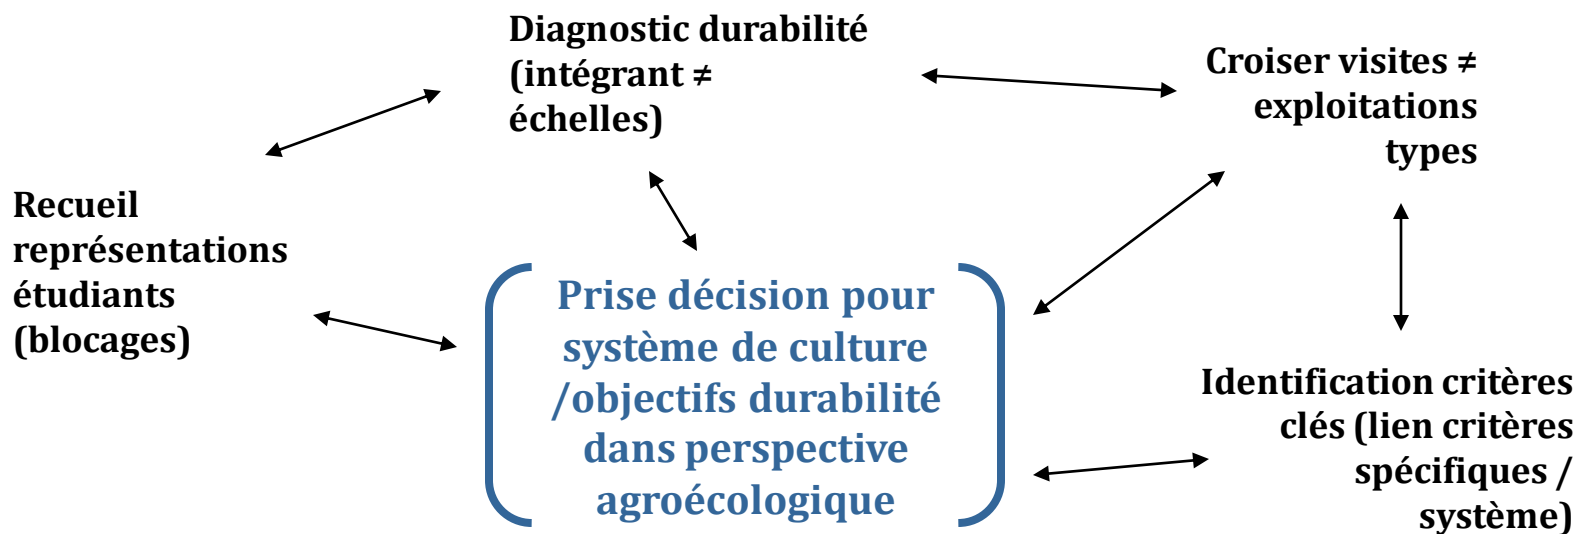 Diagnostic durabilité
(intégrant ≠
échelles)
Croiser visites ≠
exploitations
types
Recueil
représentations
étudiants
(blocages)
Prise décision pour
système de culture
/objectifs durabilité
dans perspective
agroécologique
Identification critères
clés (lien critères
spécifiques /
système)